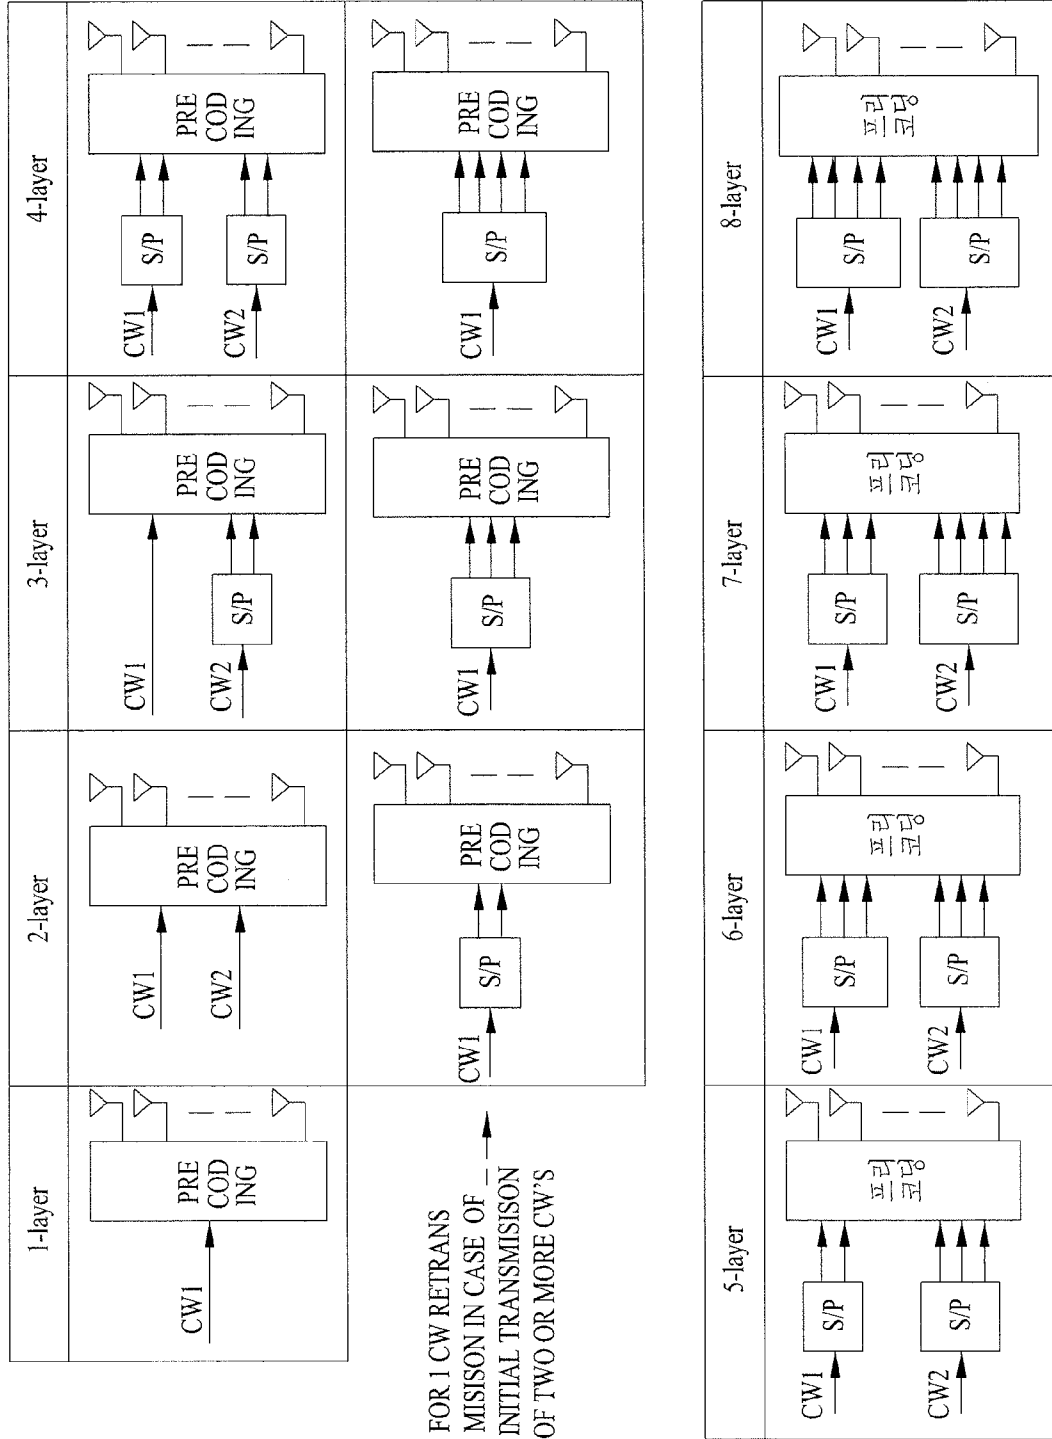 1-layer
2-layer
3-layer
4-layer
CW1
PRE
COD
ING
CW1
CW2
PRE
COD
ING
CW1
CW2
S/P
PRE
COD
ING
CW1
CW2
S/P
S/P
PRE
COD
ING
FOR 1 CW RETRANS
MISISON IN CASE OF
INITIAL TRANSMISISON
OF TWO OR MORE CW'S
CW1
S/P
PRE
COD
ING
CW1
S/P
PRE
COD
ING
CW1
S/P
PRE
COD
ING
5-layer
6-layer
7-layer
8-layer
CW1
CW2
S/P
S/P
프리
코딩
CW1
CW2
S/P
S/P
프리
코딩
CW1
CW2
S/P
S/P
프리
코딩
CW1
CW2
S/P
S/P
프리
코딩